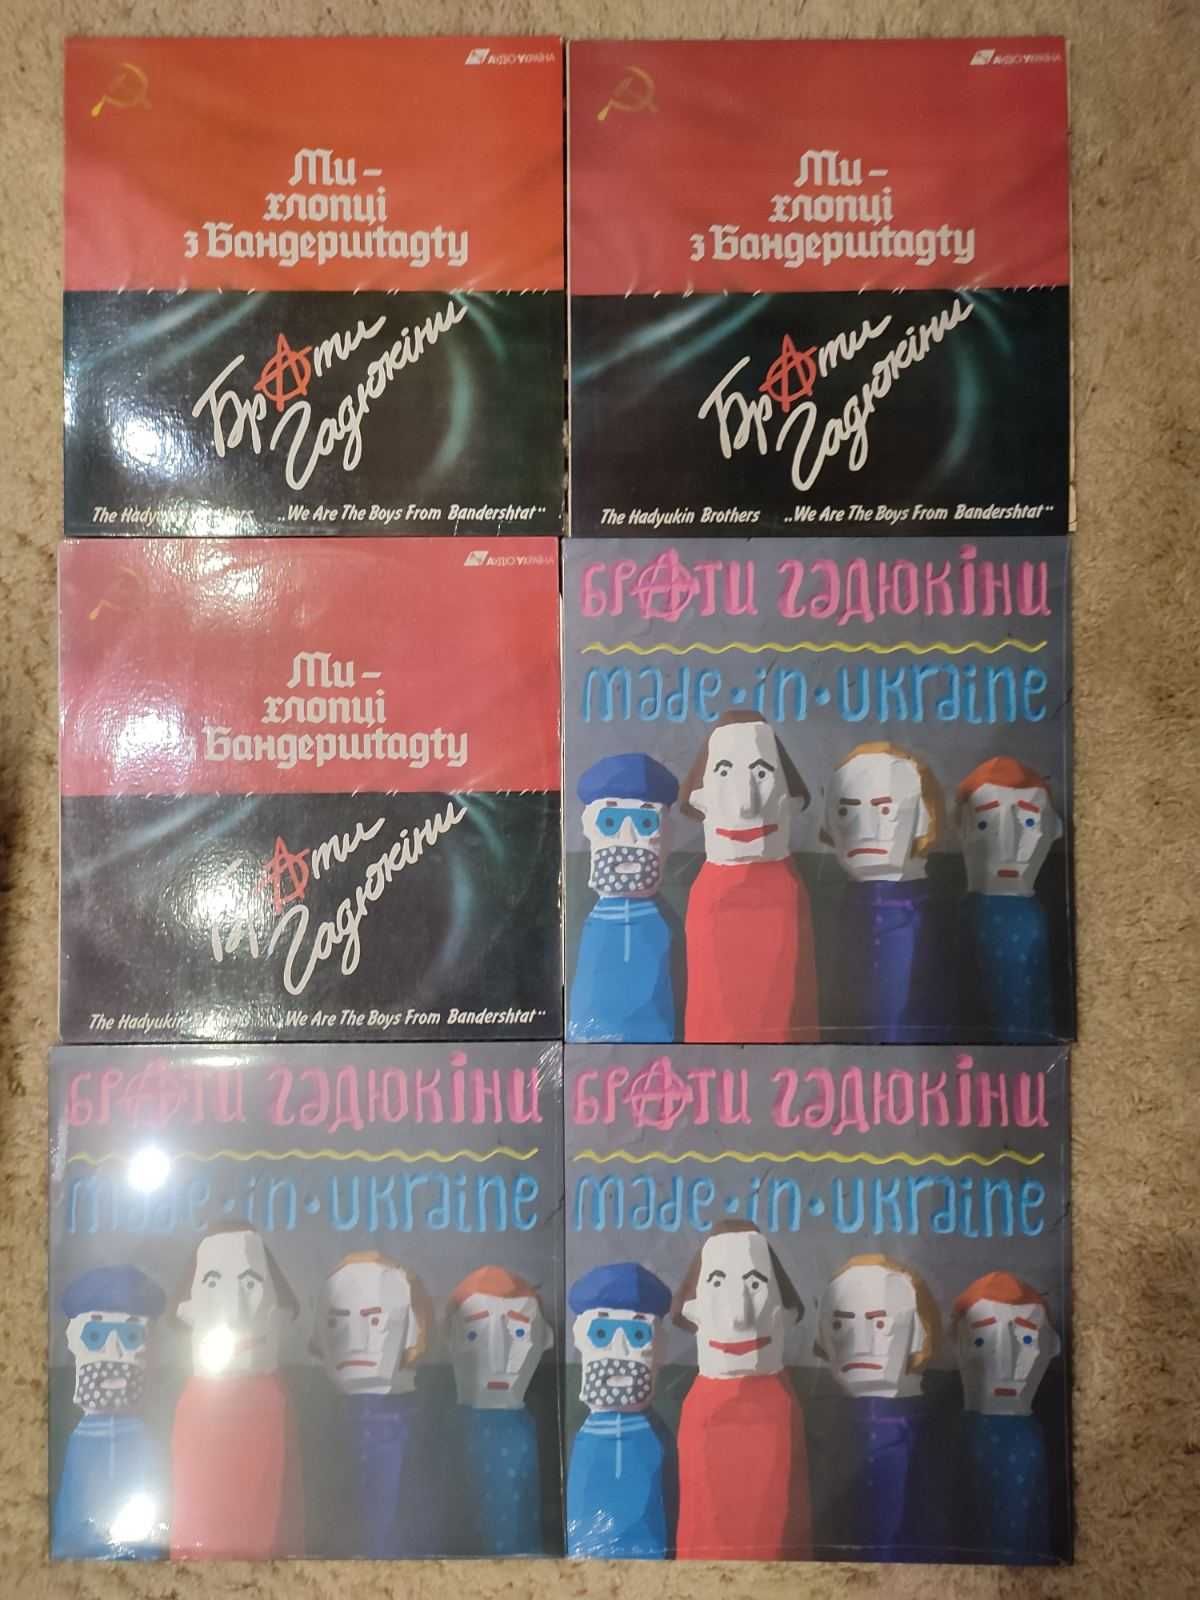 АУДІО УКРАЇНА
Ми –
хлопці
з Бандерштадту
Брати
Гадюкіни
The Hadyukin Brothers „We Are The Boys From Bandershtat“
АУДІО УКРАЇНА
Ми –
хлопці
з Бандерштадту
Брати
Гадюкіни
The Hadyukin Brothers „We Are The Boys From Bandershtat“
АУДІО УКРАЇНА
Ми –
хлопці
Бандерштадту
Брати
Гадюкіни
The Hadyukin We Are The Boys From Bandershtat“
брАти гадюкіни
made·in·ukraine
брАти гадюкіни
made·in·ukraine
брАти гадюкіни
made·in·ukraine